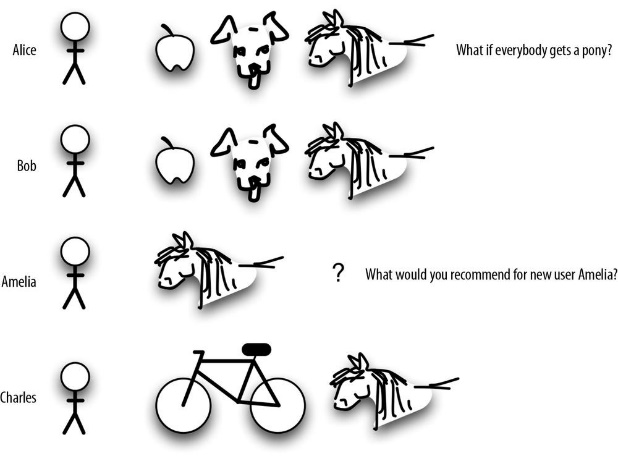 Alice
What if everybody gets a pony?
Bob
Amelia
? What would you recommend for new user Amelia?
Charles